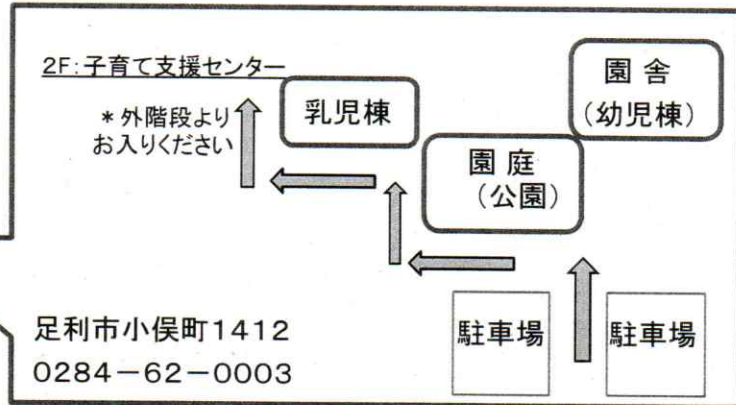 2F:子育て支援センター
*外階段より
お入りください
乳児棟
園 舎
(幼児棟)
園 庭
(公園)
駐車場
駐車場
足利市小俣町1412
0284-62-0003